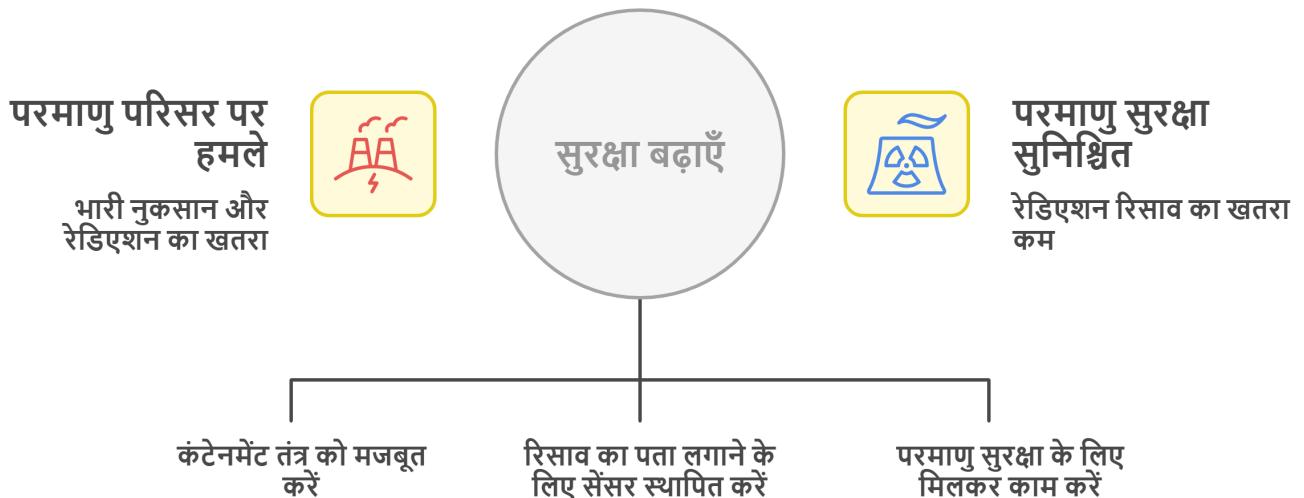 परमाणु परिसर पर
हमले
भारी नुकसान और
रेडिएशन का खतरा
सुरक्षा बढ़ाएँ
परमाणु सुरक्षा
सुनिश्चित
रेडिएशन रिसाव का खतरा
कम
कंटेनमेंट तंत्र को मजबूत
करें
रिसाव का पता लगाने के
लिए सेंसर स्थापित करें
परमाणु सुरक्षा के लिए
मिलकर काम करें